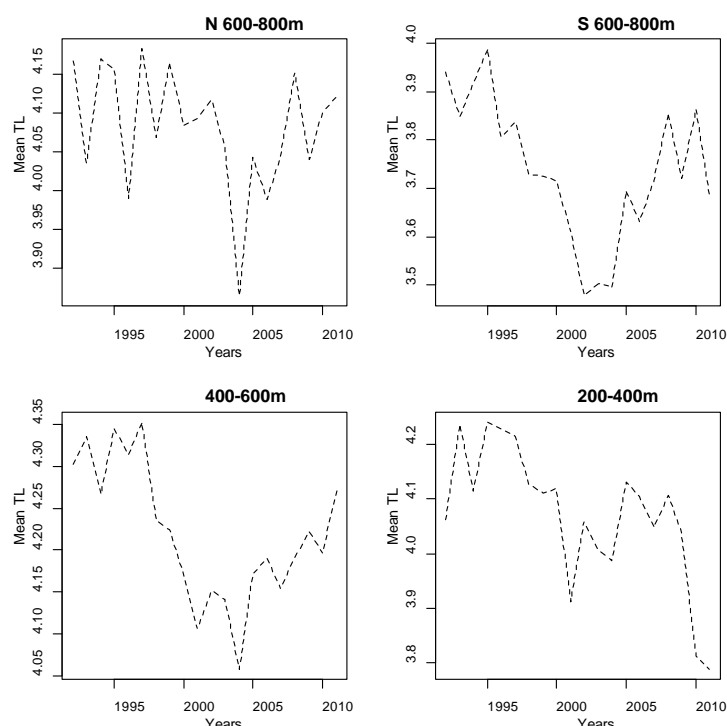 N 600-800m
Mean TL
4.15
4.10
4.05
4.00
3.95
3.90
1995 2000 2005 2010
Years
S 600-800m
Mean TL
4.0
3.9
3.8
3.7
3.6
3.5
1995 2000 2005 2010
Years
400-600m
Mean TL
4.35
4.30
4.25
4.20
4.15
4.10
4.05
1995 2000 2005 2010
Years
200-400m
Mean TL
4.2
4.1
4.0
3.9
3.8
1995 2000 2005 2010
Years